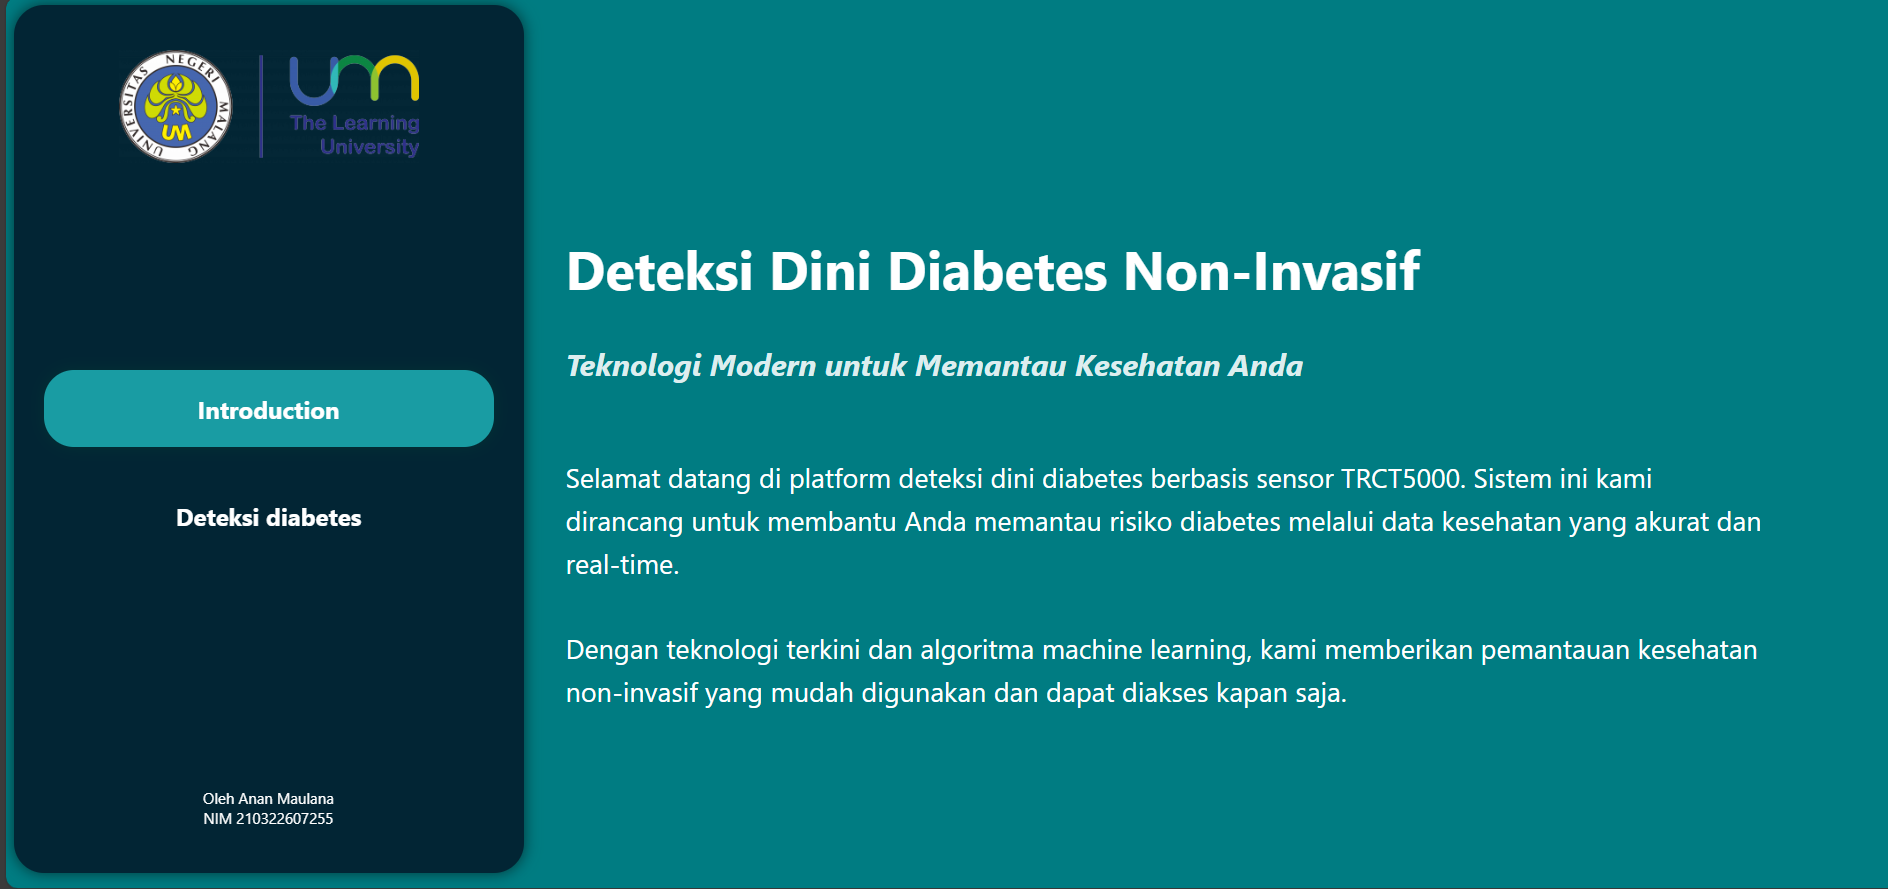 UNIVERSITAS NEGERI MALANG
UM
um
The Learning
University
Introduction
Deteksi diabetes
Oleh Anan Maulana
NIM 210322607255
Deteksi Dini Diabetes Non-Invasif
Teknologi Modern untuk Memantau Kesehatan Anda
Selamat datang di platform deteksi dini diabetes berbasis sensor TRCT5000. Sistem ini kami
dirancang untuk membantu Anda memantau risiko diabetes melalui data kesehatan yang akurat dan
real-time.
Dengan teknologi terkini dan algoritma machine learning, kami memberikan pemantauan kesehatan
non-invasif yang mudah digunakan dan dapat diakses kapan saja.